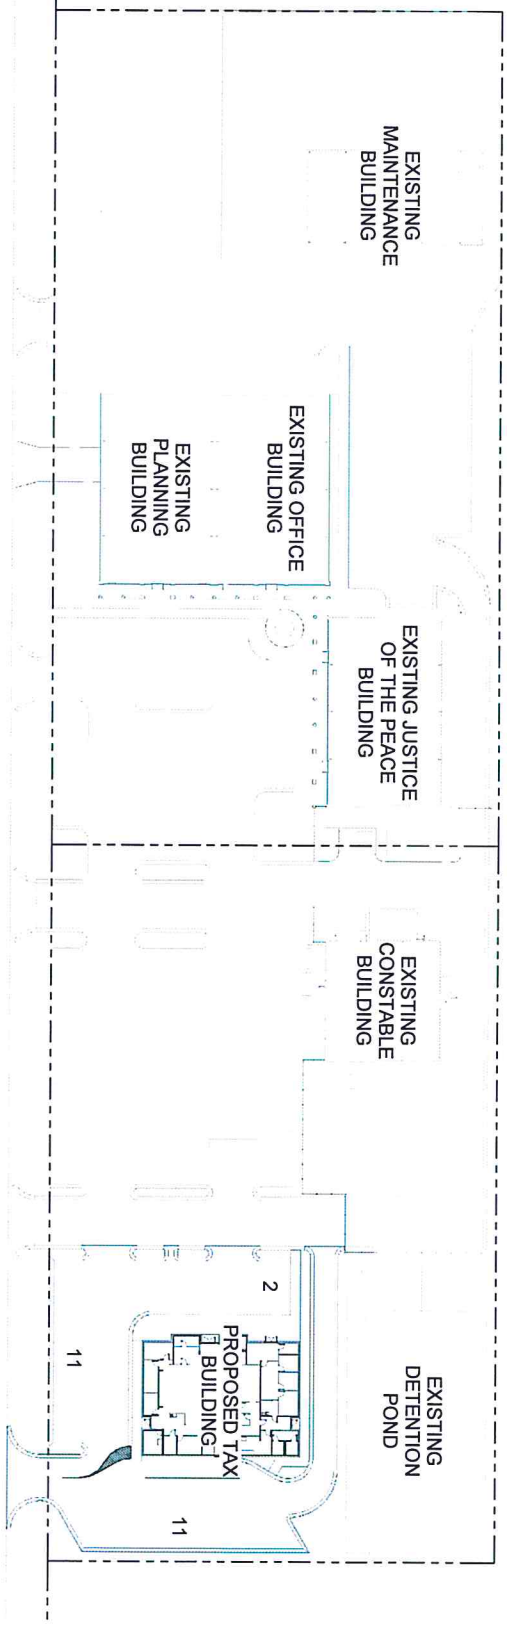 EXISTING
MAINTENANCE
BUILDING
EXISTING OFFICE
BUILDING
EXISTING
PLANNING
BUILDING
EXISTING JUSTICE
OF THE PEACE
BUILDING
EXISTING
CONSTABLE
BUILDING
EXISTING
DETENTION
POND
2
PROPOSED TAX
BUILDING
11
11